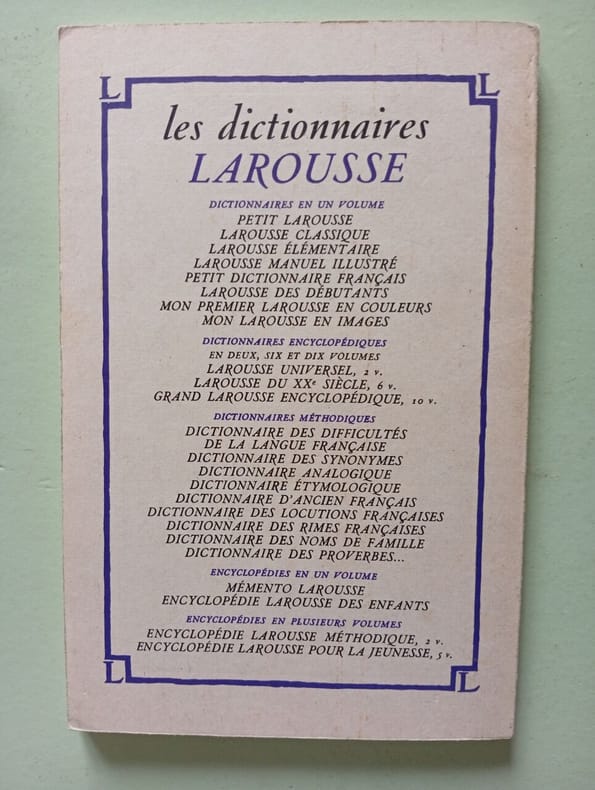 L L
les dictionnaires
LAROUSSE
DICTIONNAIRES EN UN VOLUME
PETIT LAROUSSE
LAROUSSE CLASSIQUE
LAROUSSE ÉLÉMENTAIRE
LAROUSSE MANUEL ILLUSTRÉ
PETIT DICTIONNAIRE FRANÇAIS
LAROUSSE DES DÉBUTANTS
MON PREMIER LAROUSSE EN COULEURS
MON LAROUSSE EN IMAGES
DICTIONNAIRES ENCYCLOPÉDIQUES
EN DEUX, SIX ET DIX VOLUMES
LAROUSSE UNIVERSEL, 2 v.
LAROUSSE DU XXe SIÈCLE, 6 v.
GRAND LAROUSSE ENCYCLOPÉDIQUE, 10 v.
DICTIONNAIRES MÉTHODIQUES
DICTIONNAIRE DES DIFFICULTÉS
DE LA LANGUE FRANÇAISE
DICTIONNAIRE DES SYNONYMES
DICTIONNAIRE ANALOGIQUE
DICTIONNAIRE ÉTYMOLOGIQUE
DICTIONNAIRE D'ANCIEN FRANÇAIS
DICTIONNAIRE DES LOCUTIONS FRANÇAISES
DICTIONNAIRE DES RIMES FRANÇAISES
DICTIONNAIRE DES NOMS DE FAMILLE
DICTIONNAIRE DES PROVERBES...
ENCYCLOPÉDIES EN UN VOLUME
MÉMENTO LAROUSSE
ENCYCLOPÉDIE LAROUSSE DES ENFANTS
ENCYCLOPÉDIES EN PLUSIEURS VOLUMES
ENCYCLOPÉDIE LAROUSSE MÉTHODIQUE, 2 v.
ENCYCLOPÉDIE LAROUSSE POUR LA JEUNESSE, 5 v.
L L